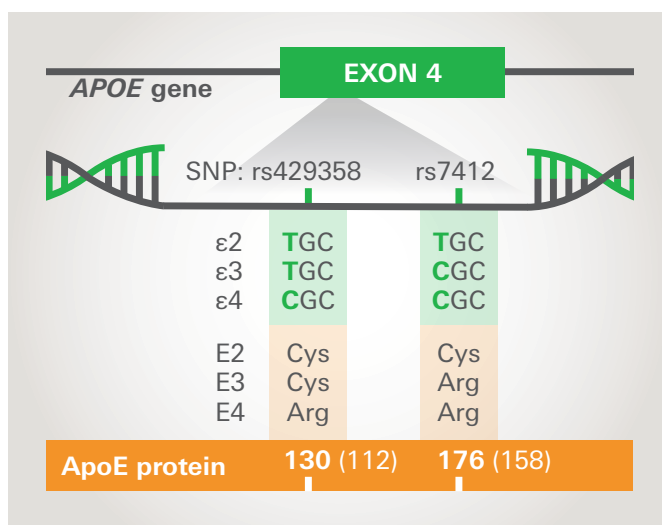 EXON 4
APOE gene
SNP: rs429358 rs7412
ε2 TGC TGC
ε3 TGC CGC
ε4 CGC CGC
E2 Cys Cys
E3 Cys Arg
E4 Arg Arg
ApoE protein 130 (112) 176 (158)